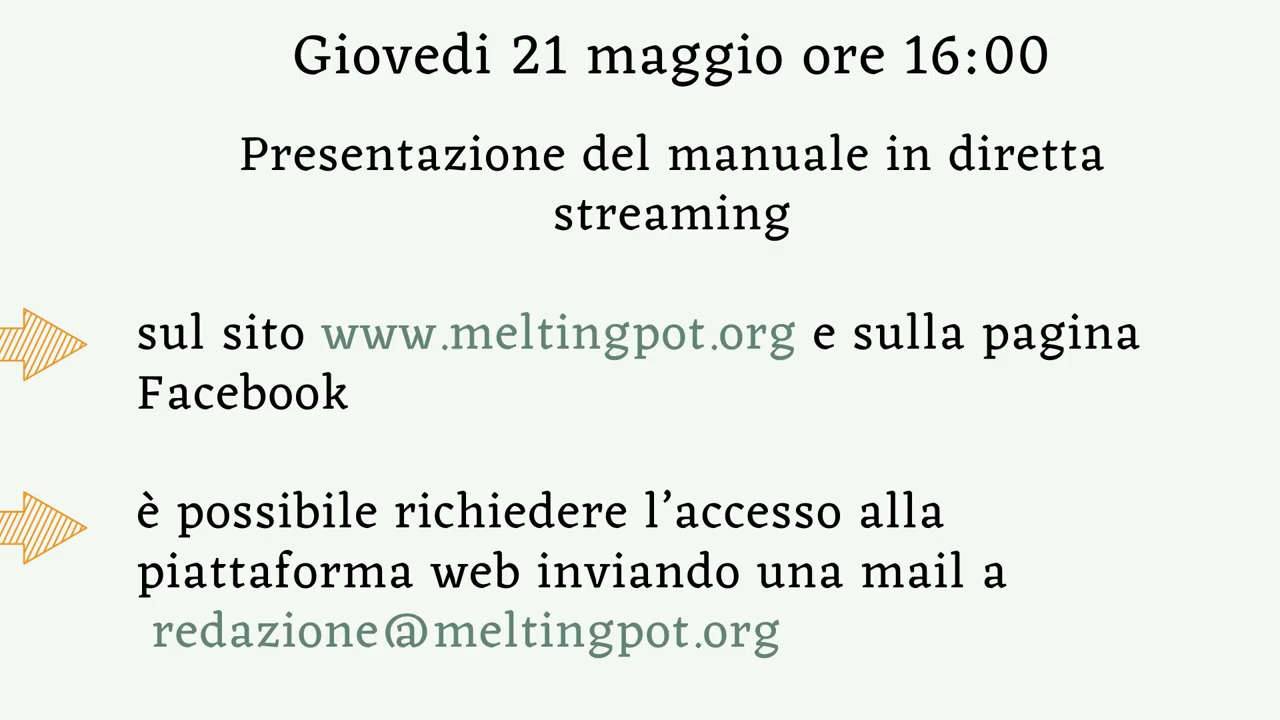 Giovedi 21 maggio ore 16:00
Presentazione del manuale in diretta
streaming
sul sito www.meltingpot.org e sulla pagina
Facebook
è possibile richiedere l’accesso alla
piattaforma web inviando una mail a
redazione@meltingpot.org